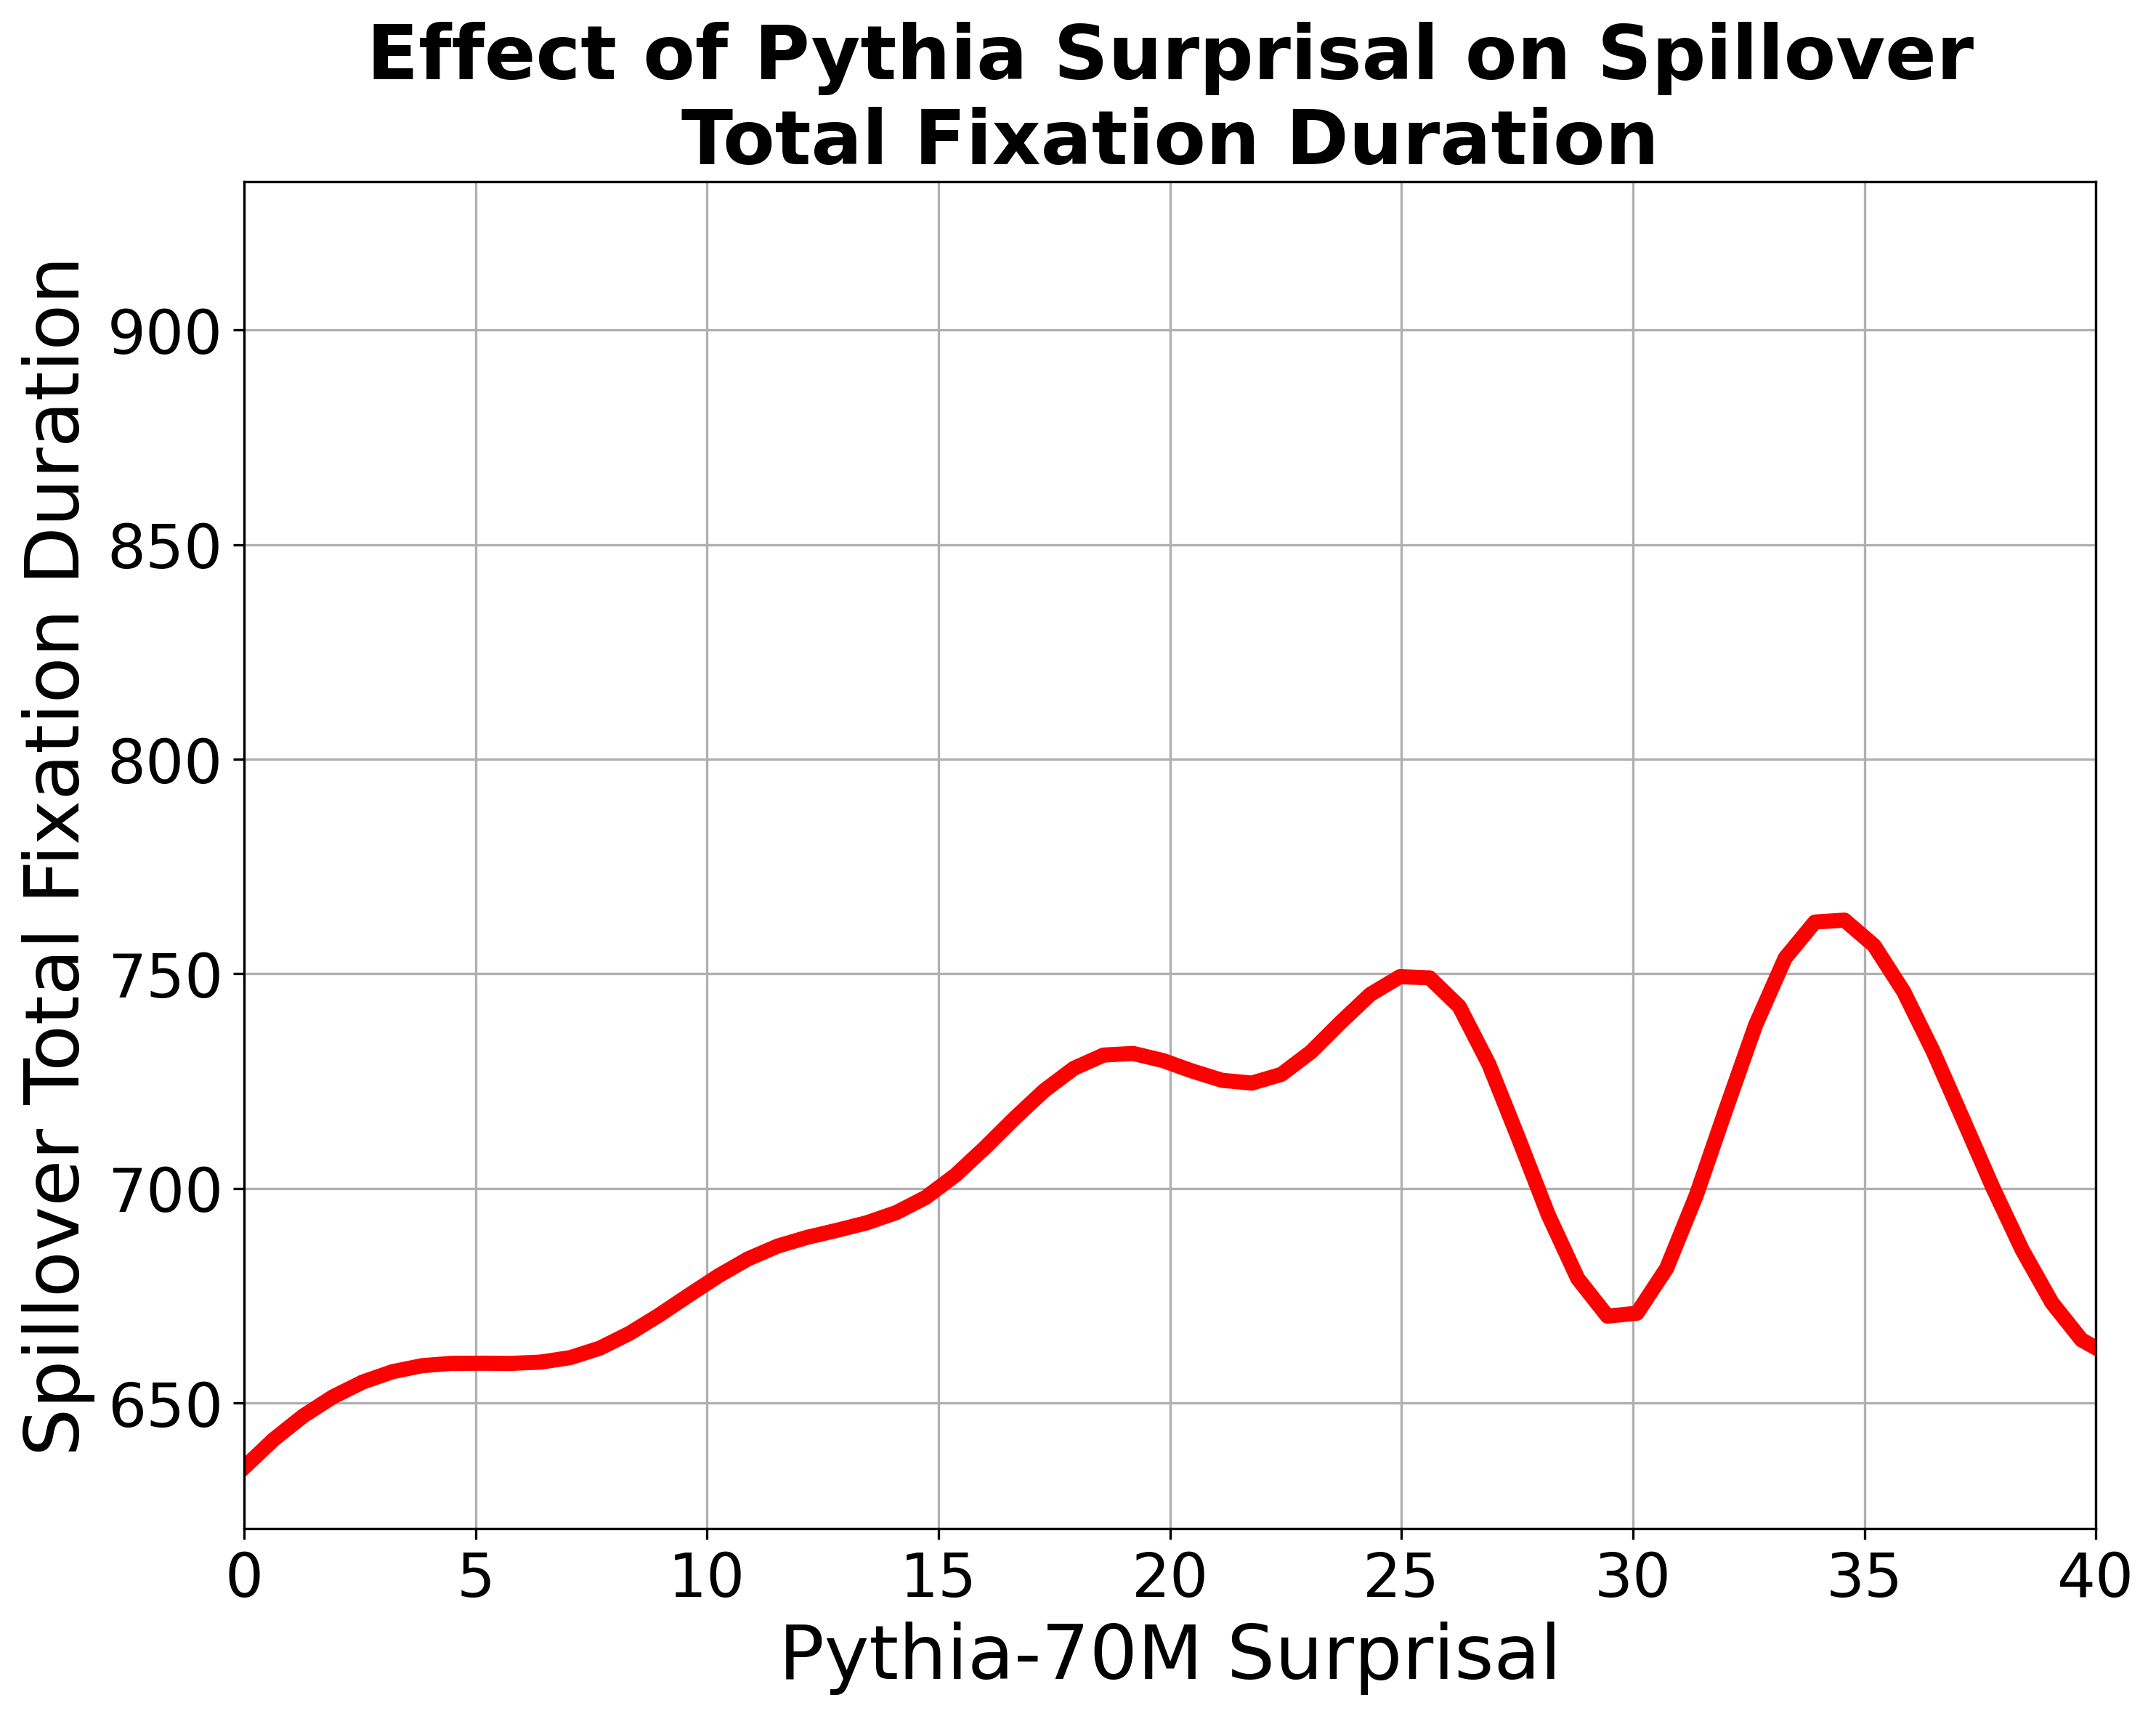 Effect of Pythia Surprisal on Spillover
Total Fixation Duration
Spillover Total Fixation Duration
900
850
800
750
700
650
0 5 10 15 20 25 30 35 40
Pythia-70M Surprisal